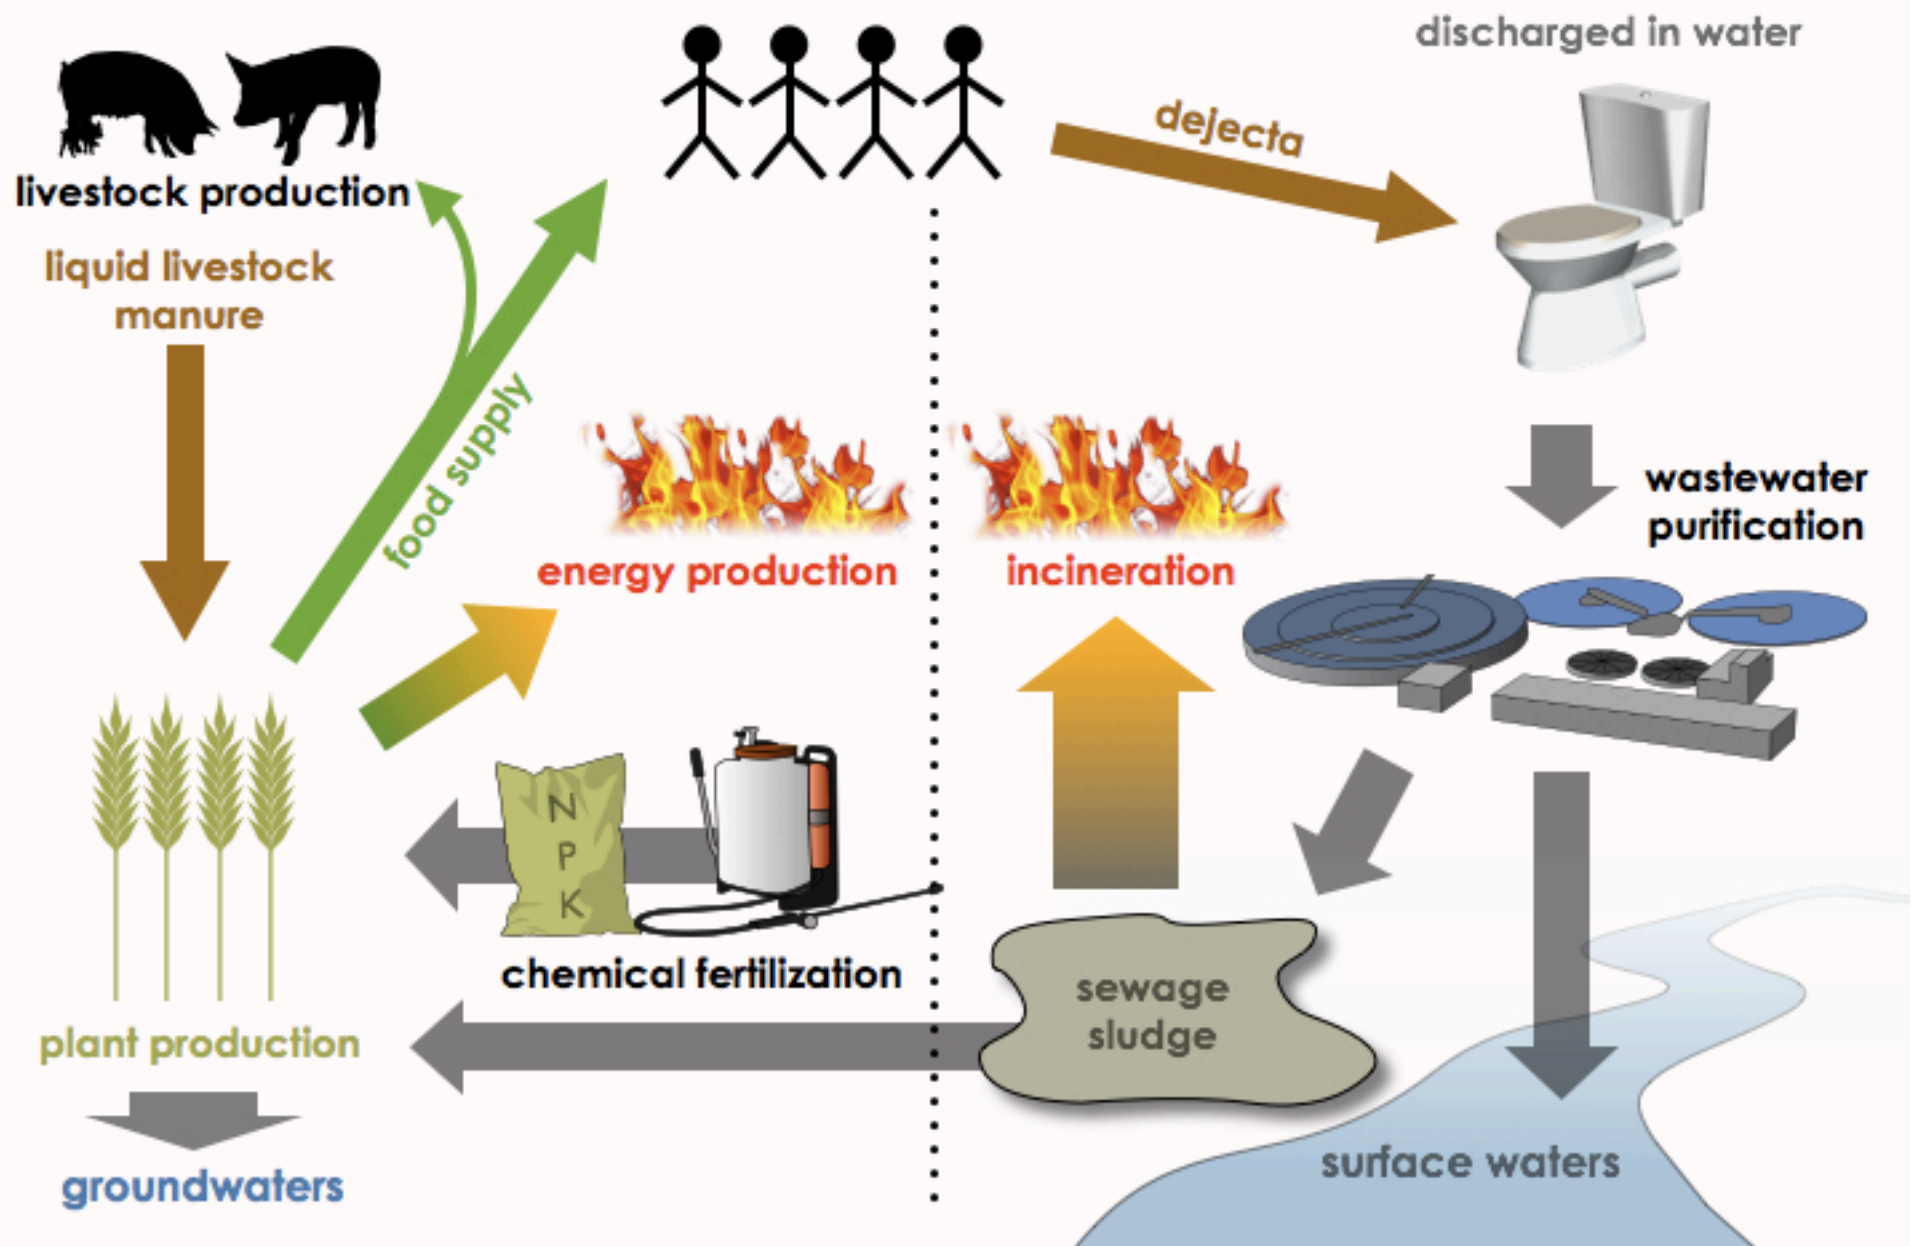 discharged in water
dejecta
livestock production
liquid livestock
manure
food supply
energy production
incineration
wastewater
purification
N
P
K
chemical fertilization
sewage
sludge
plant production
surface waters
groundwaters